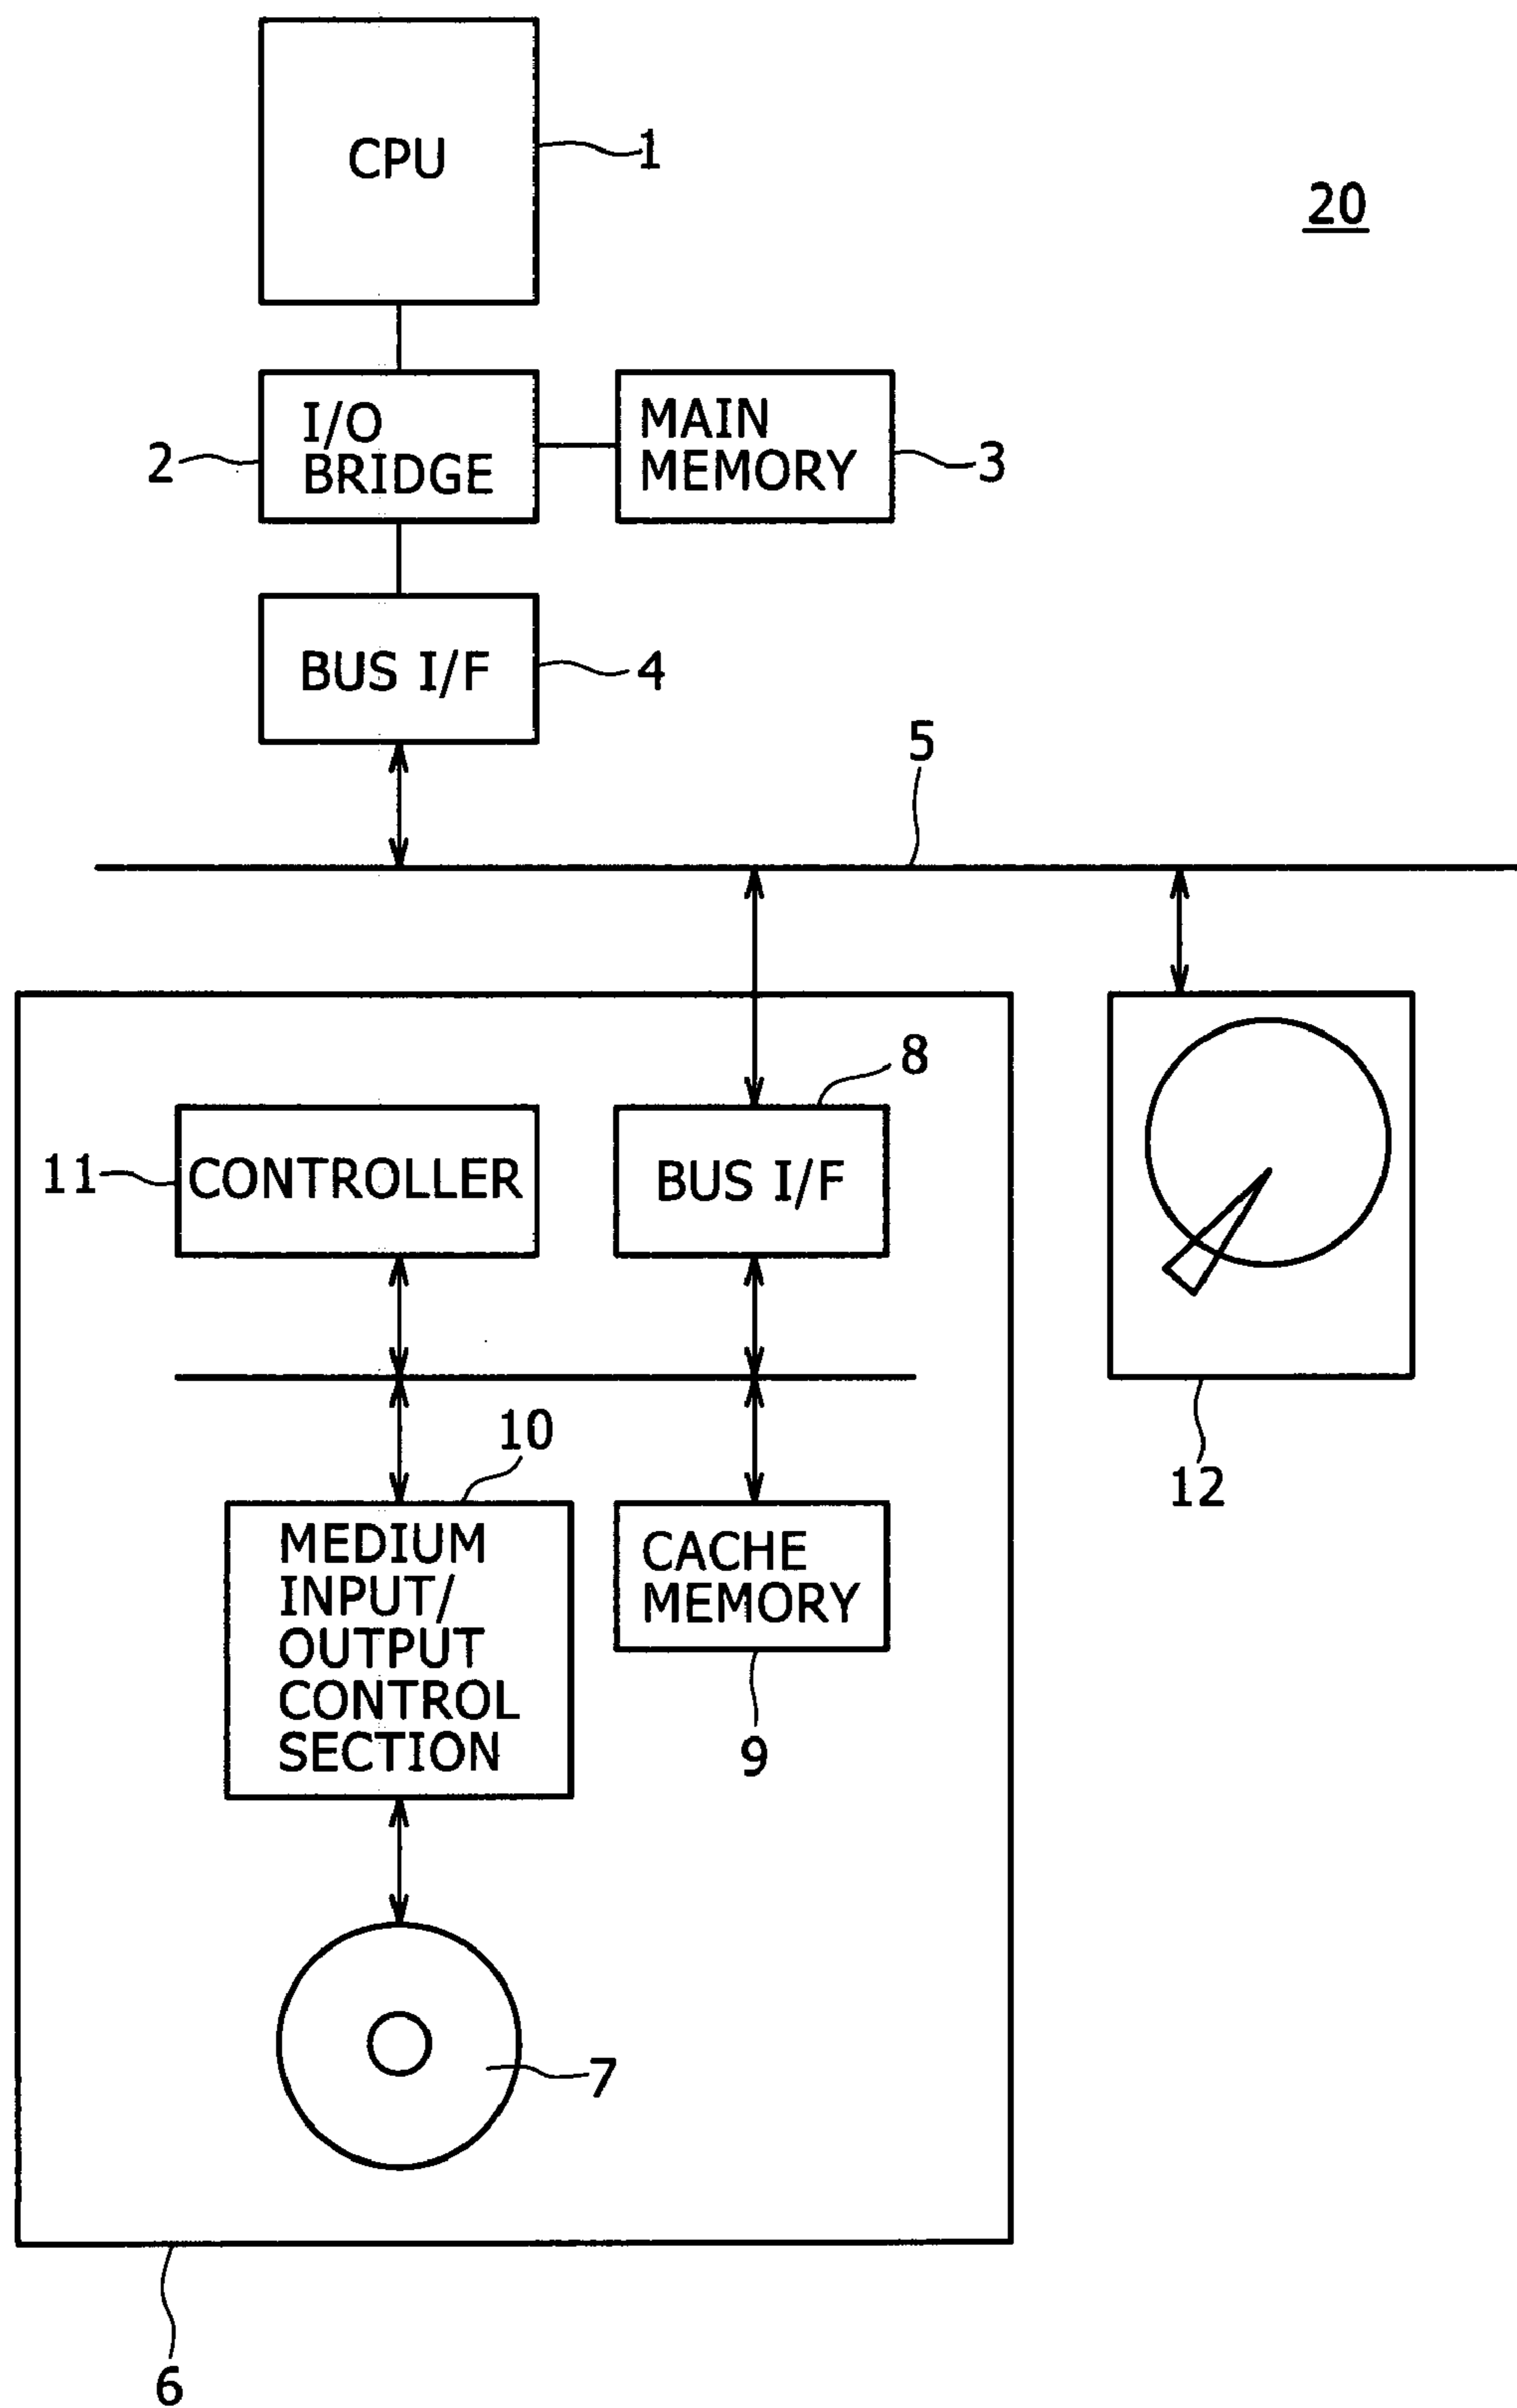 CPU
1
20
I/O
BRIDGE
2
MAIN
MEMORY
3
BUS I/F
4
5
8
11
CONTROLLER
BUS I/F
10
12
MEDIUM
INPUT/
OUTPUT
CONTROL
SECTION
CACHE
MEMORY
9
7
6